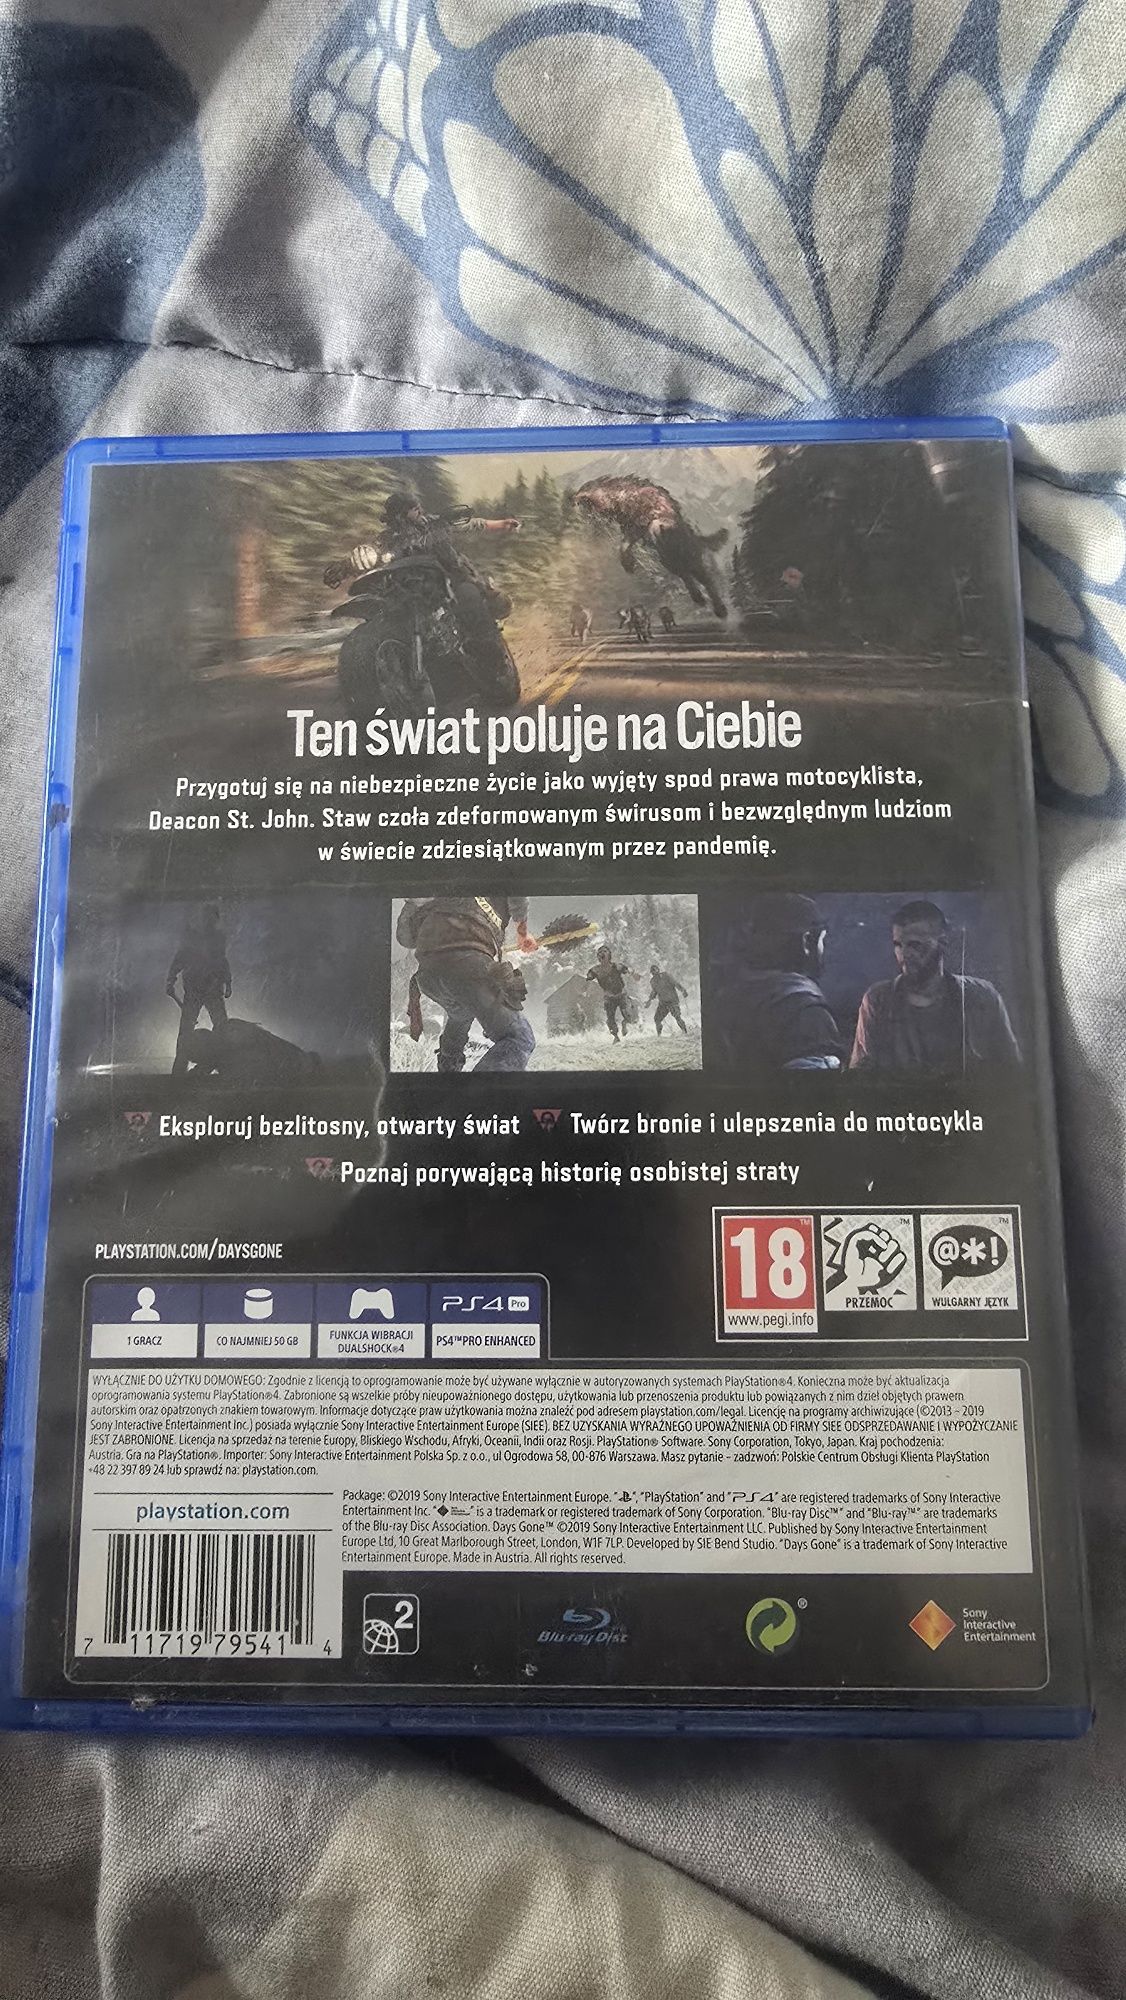 Ten świat poluje na Ciebie
Przygotuj się na niebezpieczne życie jako wyjęty spod prawa motocyklista,
Deacon St. John. Staw czoła zdeformowanym świrusom i bezwzględnym ludziom
w świecie zdziesiątkowanym przez pandemię.
Eksploruj bezlitosny, otwarty świat
Twórz bronie i ulepszenia do motocykla
Poznaj porywającą historię osobistej straty
PLAYSTATION.COM/DAYSGONE
18™
www.pegi.info
™
PRZEMOC
@*!™
WULGARNY JĘZYK
PS4 Pro
1 GRACZ
CO NAJMNIEJ 50 GB
FUNKCJA WIBRACJI
DUALSHOCK®4
PS4™PRO ENHANCED
WYŁĄCZNIE DO UŻYTKU DOMOWEGO: Zgodnie z licencją to oprogramowanie może być używane wyłącznie w autoryzowanych systemach PlayStation®4. Konieczna może być aktualizacja
oprogramowania systemu PlayStation®4. Zabronione są wszelkie próby nieupoważnionego dostępu, użytkowania lub przenoszenia produktu lub powiązanych z nim dzieł objętych prawem
autorskim oraz opatrzonych znakiem towarowym. Informacje dotyczące praw użytkowania można znaleźć pod adresem playstation.com/legal. Licencję na programy archiwizujące (©2013 – 2019
Sony Interactive Entertainment Inc.) posiada wyłącznie Sony Interactive Entertainment Europe (SIEE). BEZ UZYSKANIA WYRAŹNEGO UPOWAŻNIENIA OD FIRMY SIEE ODSPRZEDAWANIE I WYPOŻYCZANIE
JEST ZABRONIONE. Licencja na sprzedaż na terenie Europy, Bliskiego Wschodu, Afryki, Oceanii, Indii oraz Rosji. PlayStation® Software. Sony Corporation, Tokyo, Japan. Kraj pochodzenia:
Austria. Gra na PlayStation®. Importer: Sony Interactive Entertainment Polska Sp. z o.o., ul Ogrodowa 58, 00-876 Warszawa. Masz pytanie – zadzwoń: Polskie Centrum Obsługi Klienta PlayStation
+48 22 397 89 24 lub sprawdź na: playstation.com.
playstation.com
Package: ©2019 Sony Interactive Entertainment Europe. "", "PlayStation" and "PS4" are registered trademarks of Sony Interactive
Entertainment Inc. "" is a trademark or registered trademark of Sony Corporation. "Blu-ray Disc™" and "Blu-ray™" are trademarks
of the Blu-ray Disc Association. Days Gone™ ©2019 Sony Interactive Entertainment LLC. Published by Sony Interactive Entertainment
Europe Ltd, 10 Great Marlborough Street, London, W1F 7LP. Developed by SIE Bend Studio. "Days Gone" is a trademark of Sony Interactive
Entertainment Europe. Made in Austria. All rights reserved.
7 11719 79541 4
2
Blu-ray Disc
®
Sony
Interactive
Entertainment